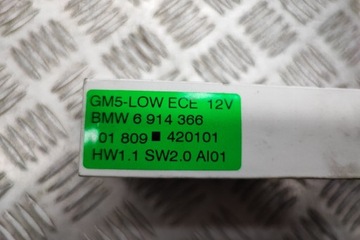 GM5-LOW ECE 12V
BMW 6 914 366
01 809 ■ 420101
HW1.1 SW2.0 AI01